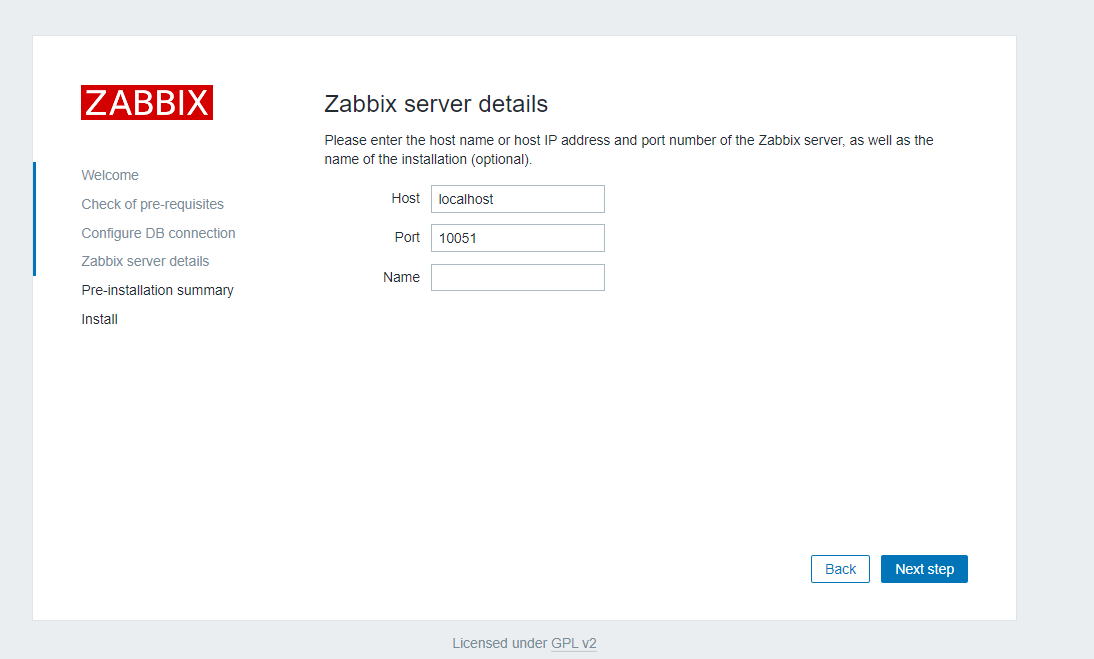 ZABBIX
Welcome
Check of pre-requisites
Configure DB connection
Zabbix server details
Pre-installation summary
Install
Zabbix server details
Please enter the host name or host IP address and port number of the Zabbix server, as well as the
name of the installation (optional).
Host localhost
Port 10051
Name
Back Next step
Licensed under GPL v2